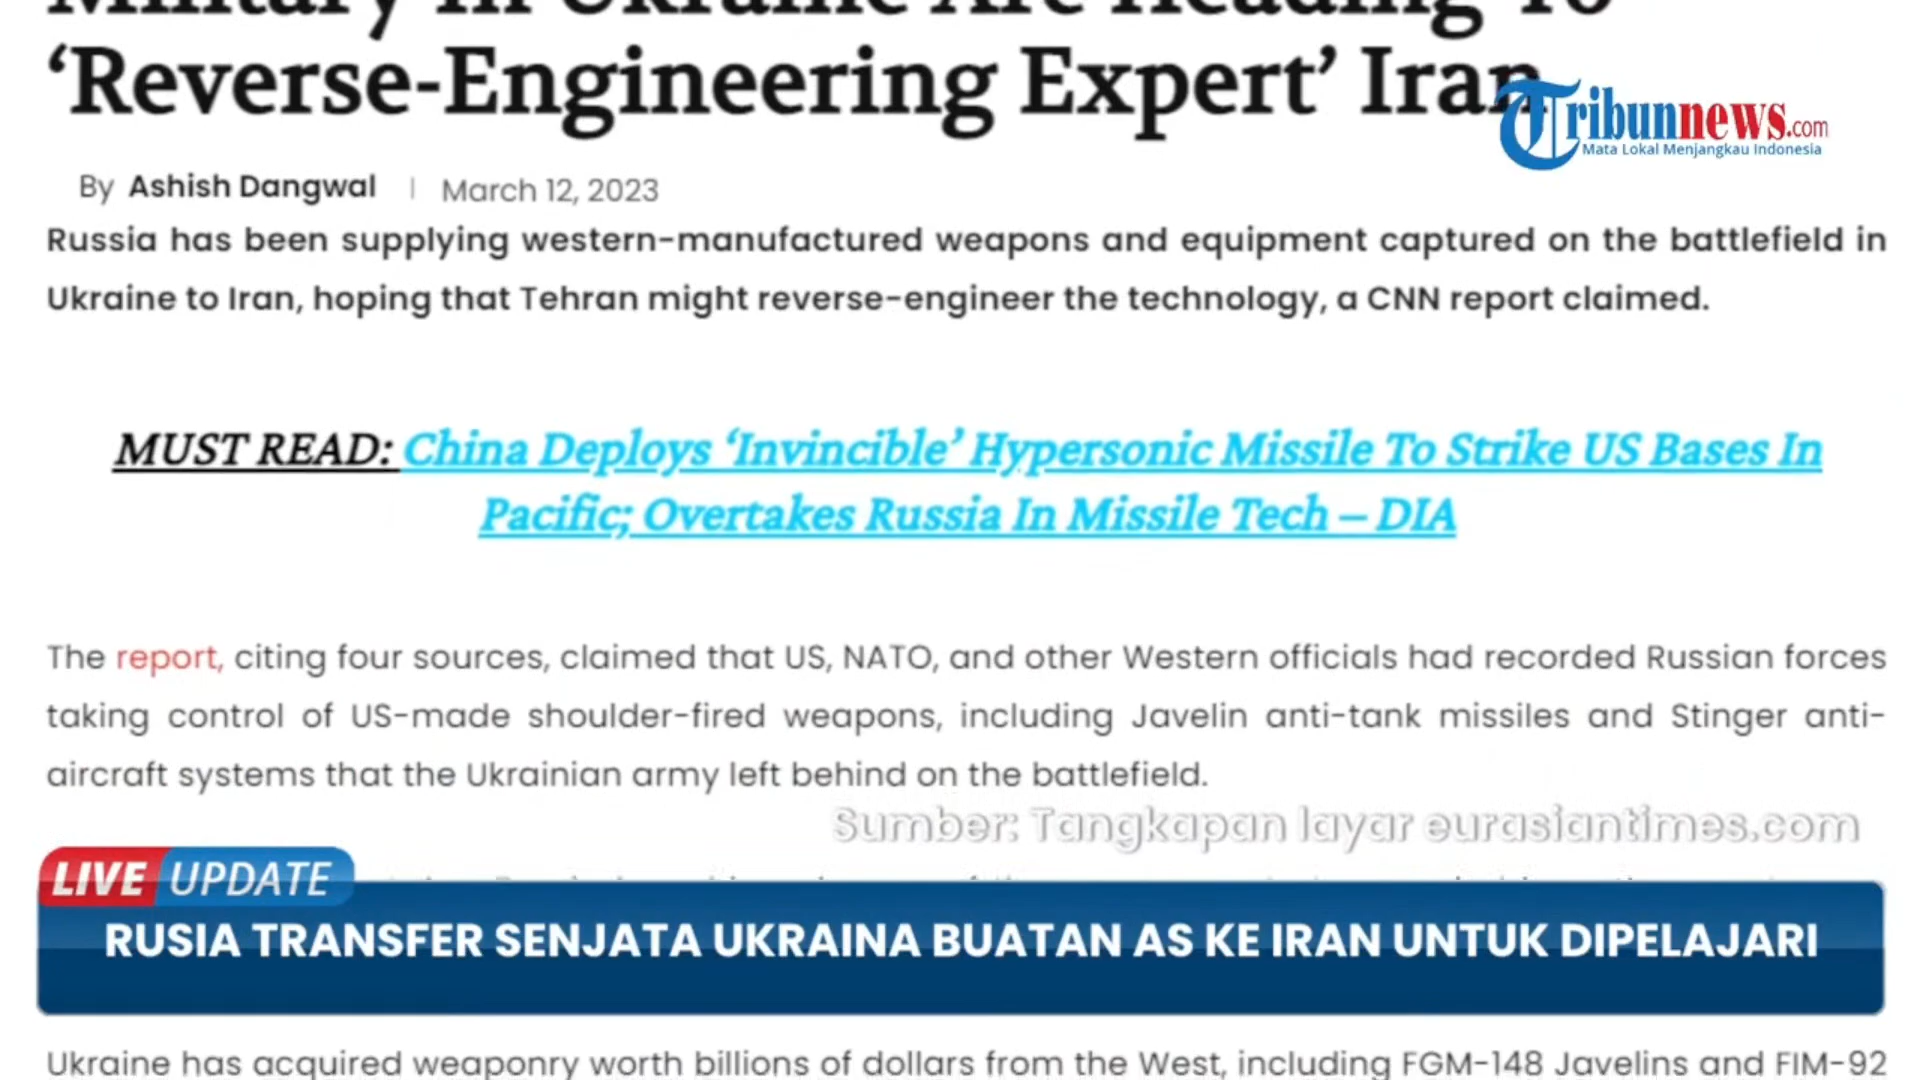 Military In Ukraine Are Heading To
‘Reverse-Engineering Expert’ Iran
Tribunnews.com
Mata Lokal Menjangkau Indonesia
By Ashish Dangwal | March 12, 2023
Russia has been supplying western-manufactured weapons and equipment captured on the battlefield in
Ukraine to Iran, hoping that Tehran might reverse-engineer the technology, a CNN report claimed.
MUST READ: China Deploys ‘Invincible’ Hypersonic Missile To Strike US Bases In
Pacific; Overtakes Russia In Missile Tech – DIA
The report, citing four sources, claimed that US, NATO, and other Western officials had recorded Russian forces
taking control of US-made shoulder-fired weapons, including Javelin anti-tank missiles and Stinger anti-
aircraft systems that the Ukrainian army left behind on the battlefield.
Sumber: Tangkapan layar eurasiantimes.com
LIVE UPDATE
RUSIA TRANSFER SENJATA UKRAINA BUATAN AS KE IRAN UNTUK DIPELAJARI
Ukraine has acquired weaponry worth billions of dollars from the West, including FGM-148 Javelins and FIM-92